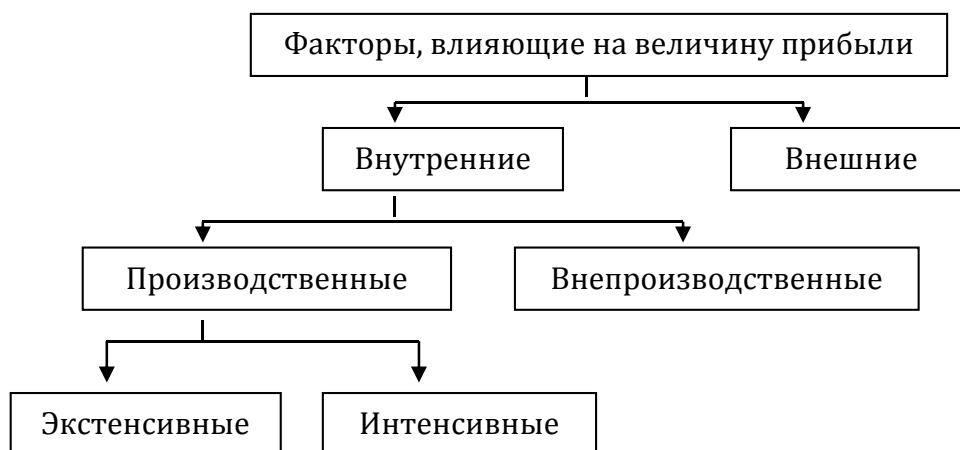 Факторы, влияющие на величину прибыли
Внутренние
Внешние
Производственные
Внепроизводственные
Экстенсивные
Интенсивные